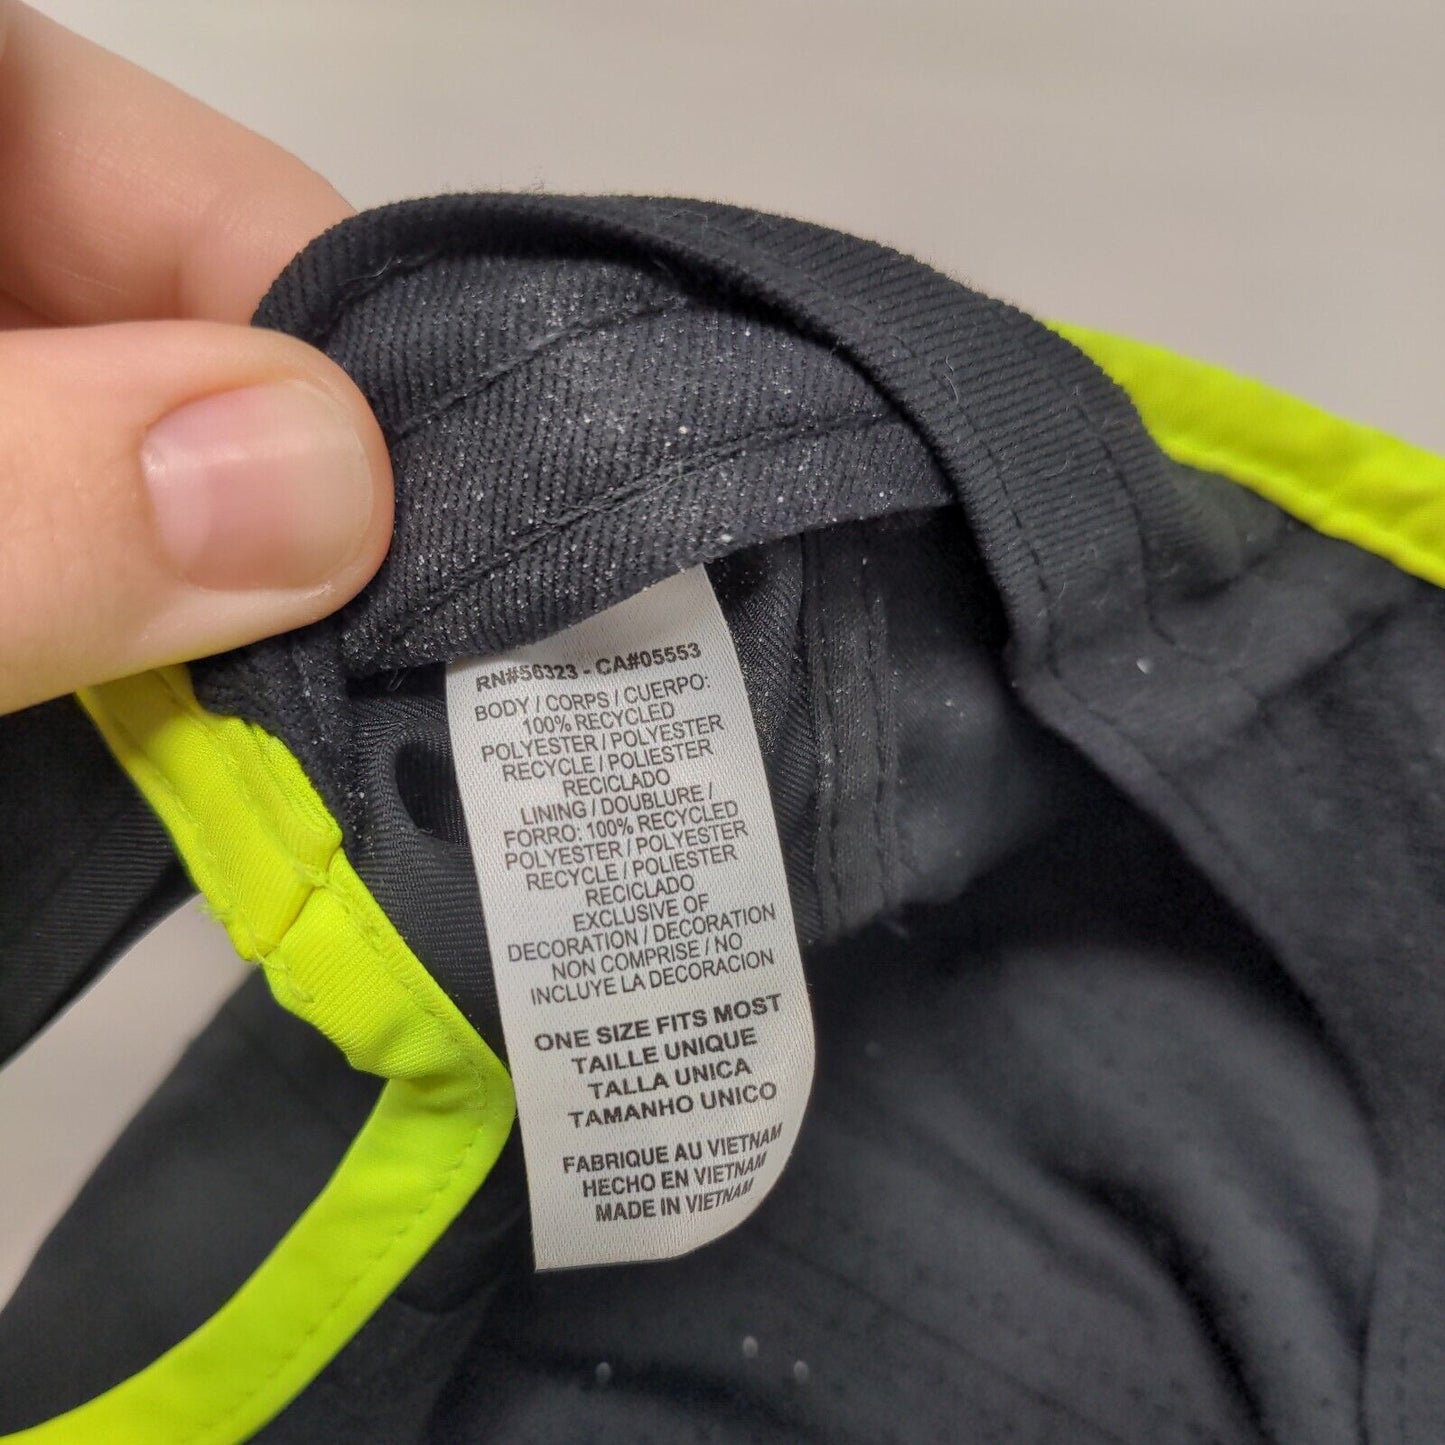 RN#56323 - CA#05553
BODY / CORPS / CUERPO:
100% RECYCLED
POLYESTER / POLYESTER
RECYCLE / POLIESTER
RECICLADO
LINING / DOUBLURE /
FORRO: 100% RECYCLED
POLYESTER / POLYESTER
RECYCLE / POLIESTER
RECICLADO
EXCLUSIVE OF
DECORATION / DECORATION
NON COMPRISE / NO
INCLUYE LA DECORACION
ONE SIZE FITS MOST
TAILLE UNIQUE
TALLA UNICA
TAMANHO UNICO
FABRIQUE AU VIETNAM
HECHO EN VIETNAM
MADE IN VIETNAM